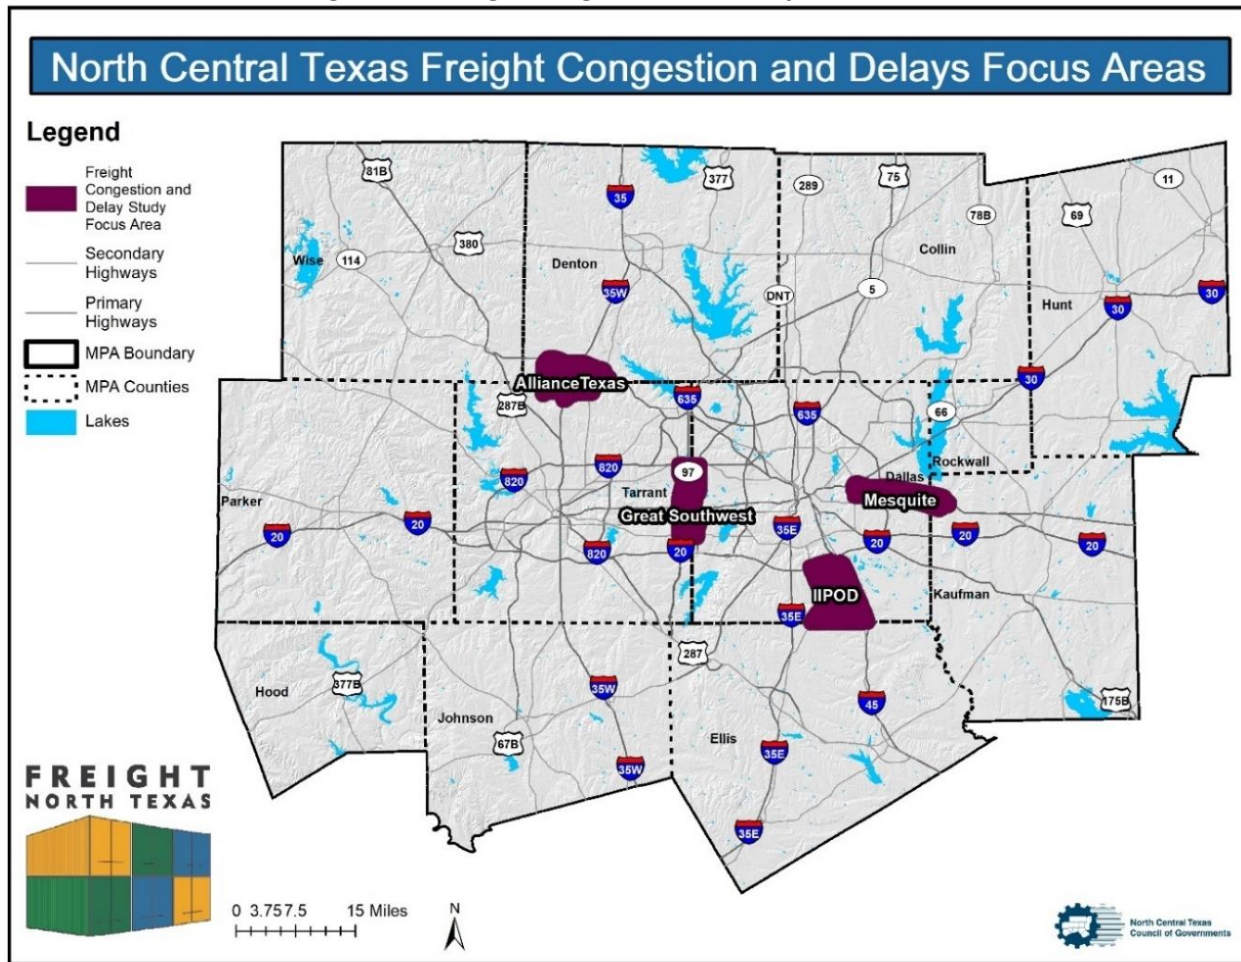 North Central Texas Freight Congestion and Delays Focus Areas
Legend
Freight
Congestion and
Delay Study
Focus Area
Secondary
Highways
Primary
Highways
MPA Boundary
MPA Counties
Lakes
81B
377
35
289
75
11
69
78B
380
Wise
114
Denton
Collin
35W
DNT
5
Hunt
30
30
AllianceTexas
30
287B
635
635
66
820
820
97
Rockwall
Dallas
Parker
Tarrant
Mesquite
Great Southwest
20
20
820
20
35E
20
20
20
IIPOD
Kaufman
35E
287
Hood
377B
35W
45
175B
Johnson
67B
Ellis
35E
35W
35E
FREIGHT
NORTH TEXAS
0 3.75 7.5 15 Miles
N
North Central Texas
Council of Governments